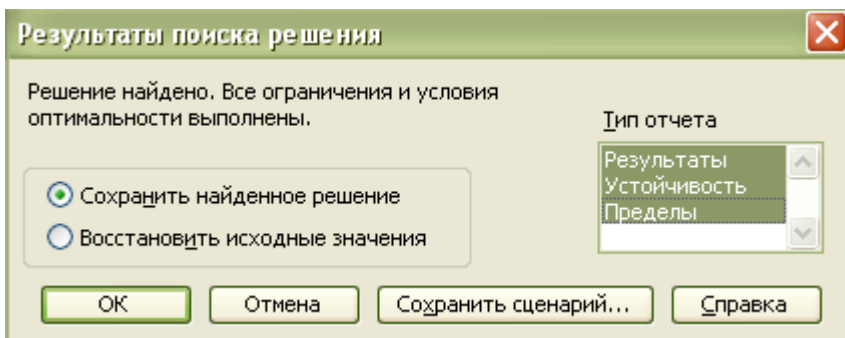 Результаты поиска решения
Решение найдено. Все ограничения и условия
оптимальности выполнены.
Тип отчета
Результаты
Устойчивость
Пределы
Сохранить найденное решение
Восстановить исходные значения
ОК Отмена Сохранить сценарий... Справка